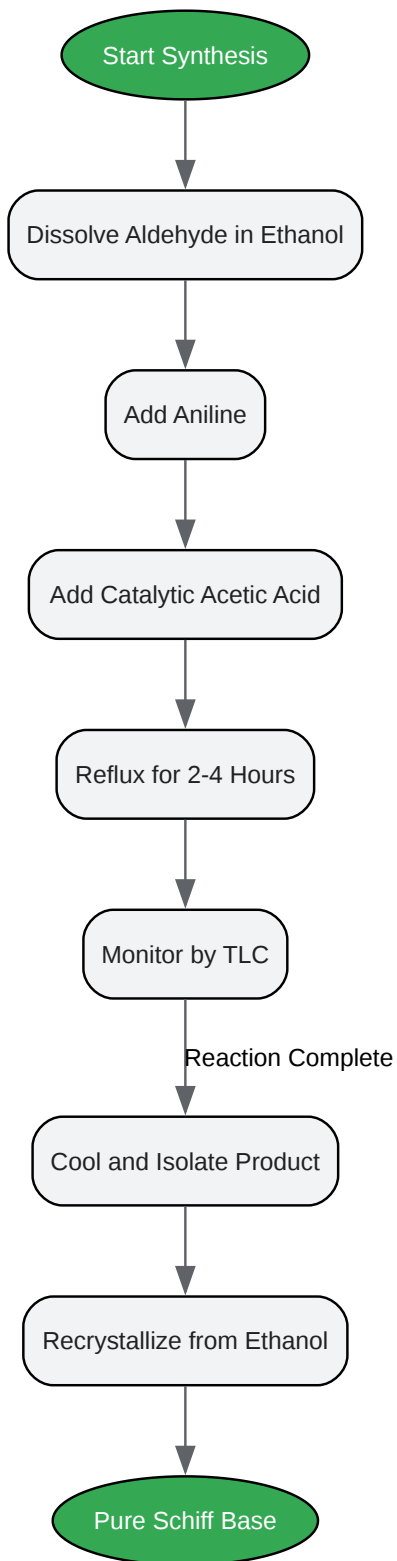 Start Synthesis
Dissolve Aldehyde in Ethanol
Add Aniline
Add Catalytic Acetic Acid
Reflux for 2-4 Hours
Monitor by TLC
Reaction Complete
Cool and Isolate Product
Recrystallize from Ethanol
Pure Schiff Base